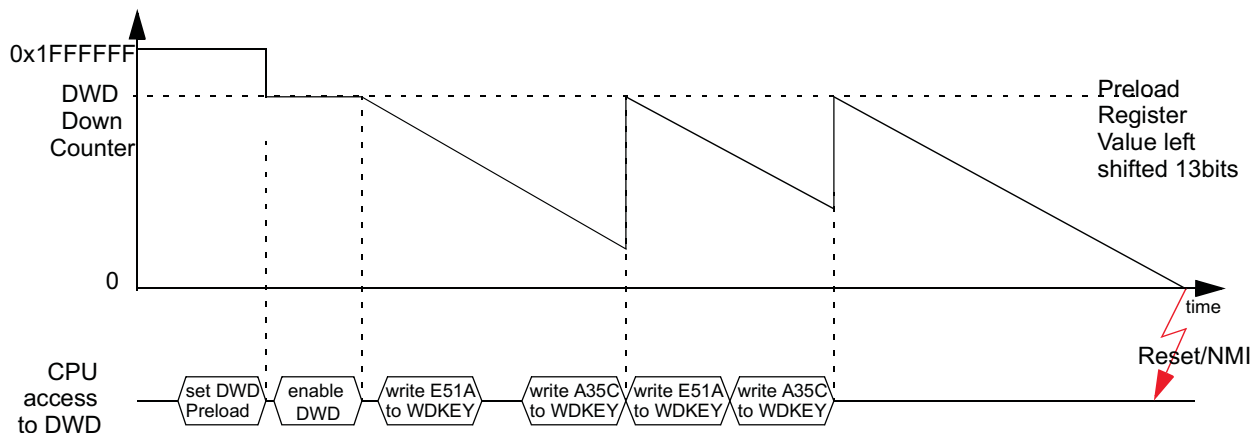 0x1FFFFFF
DWD
Down
Counter
0
Preload
Register
Value left
shifted 13bits
time
Reset/NMI
CPU
access
to DWD
set DWD
Preload
enable
DWD
write E51A
to WDKEY
write A35C
to WDKEY
write E51A
to WDKEY
write A35C
to WDKEY